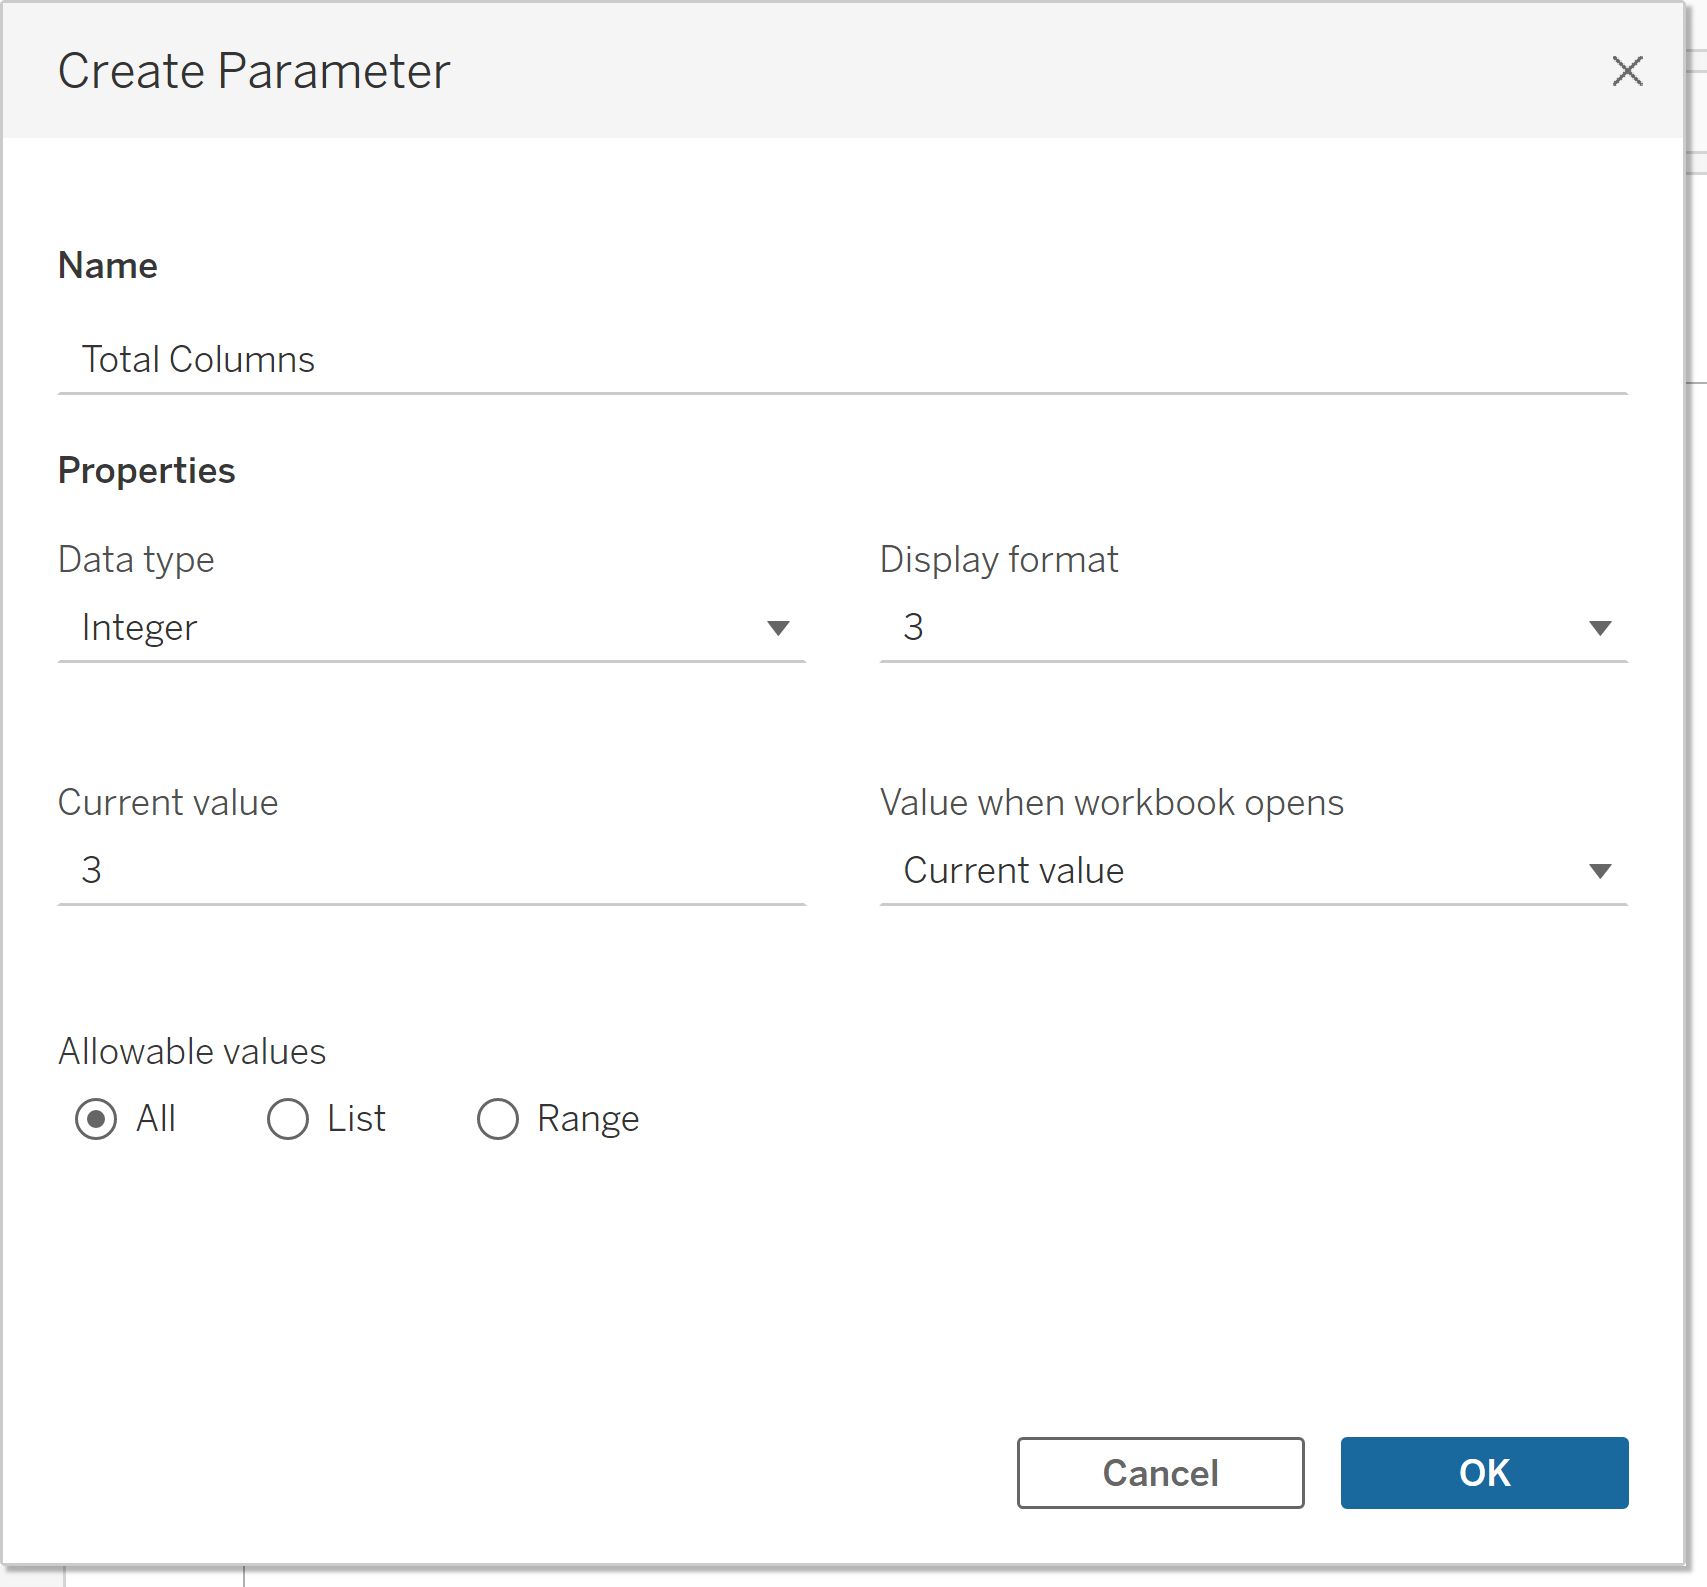 Create Parameter
Name
Total Columns
Properties
Data type
Display format
Integer
3
Current value
Value when workbook opens
3
Current value
Allowable values
All
List
Range
Cancel
OK